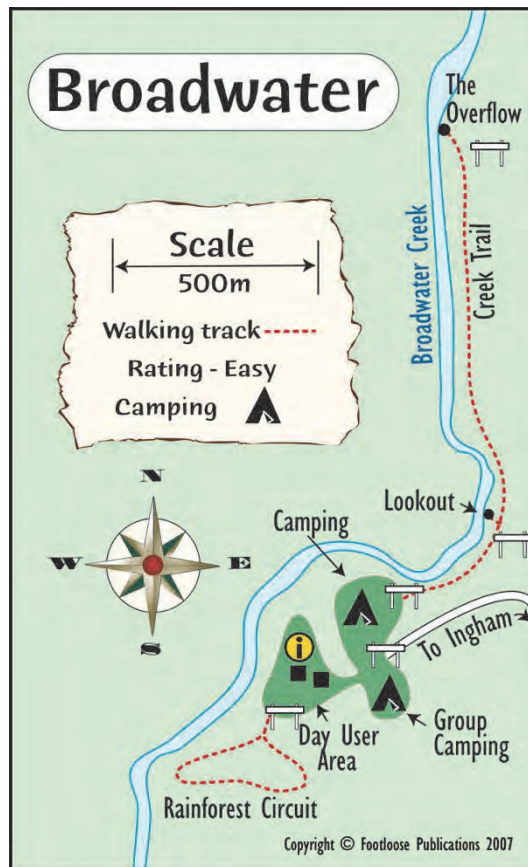 Broadwater
The
Overflow
Scale
500m
Walking track
Rating - Easy
Camping
Broadwater Creek
Creek Trail
N
W
E
S
Lookout
Camping
To Ingham
i
Day User
Area
Group
Camping
Rainforest Circuit
Copyright © Footloose Publications 2007